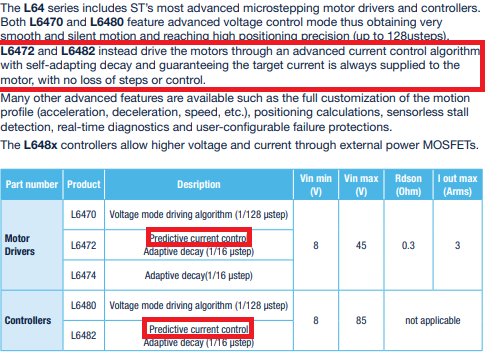 The L64 series includes ST's most advanced microstepping motor drivers and controllers.
Both L6470 and L6480 feature advanced voltage control mode thus obtaining very
smooth and silent motion and reaching high positioning precision (up to 128µsteps).
L6472 and L6482 instead drive the motors through an advanced current control algorithm
with self-adapting decay and guaranteeing the target current is always supplied to the
motor, with no loss of steps or control.
Many other advanced features are available such as the full customization of the motion
profile (acceleration, deceleration, speed, etc.), positioning calculations, sensorless stall
detection, real-time diagnostics and user-configurable failure protections.
The L648x controllers allow higher voltage and current through external power MOSFETs.
Part number Product Desription Vin min (V) Vin max (V) Rdson (Ohm) I out max (Arms)
Motor Drivers
L6470 Voltage mode driving algorithm (1/128 µstep)
L6472 Predictive current control
Adaptive decay (1/16 µstep)
8 45 0.3 3
L6474 Adaptive decay(1/16 µstep)
Controllers
L6480 Voltage mode driving algorithm (1/128 µstep)
8 85 not applicable
L6482 Predictive current control
Adaptive decay (1/16 µstep)